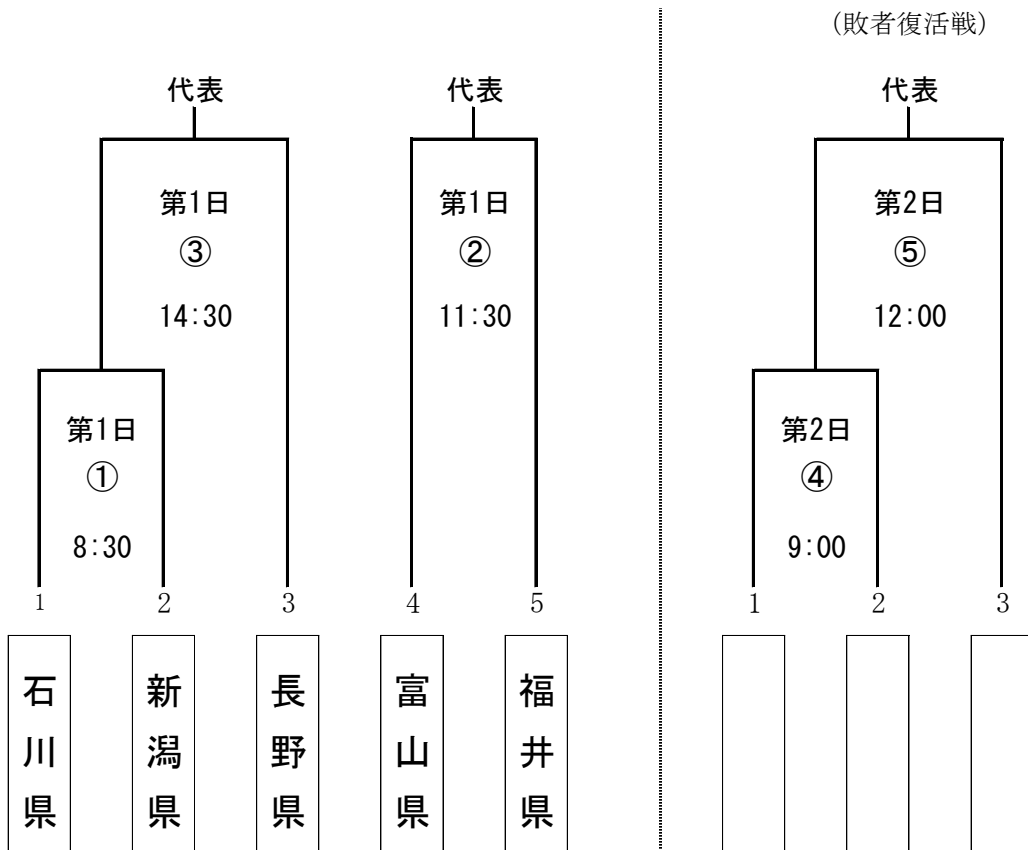 (敗者復活戦)
代表
代表
代表
第1日
③
14:30
第1日
②
11:30
第2日
⑤
12:00
第1日
①
8:30
第2日
④
9:00
1
2
3
4
5
1
2
3
石川県
新潟県
長野県
富山県
福井県